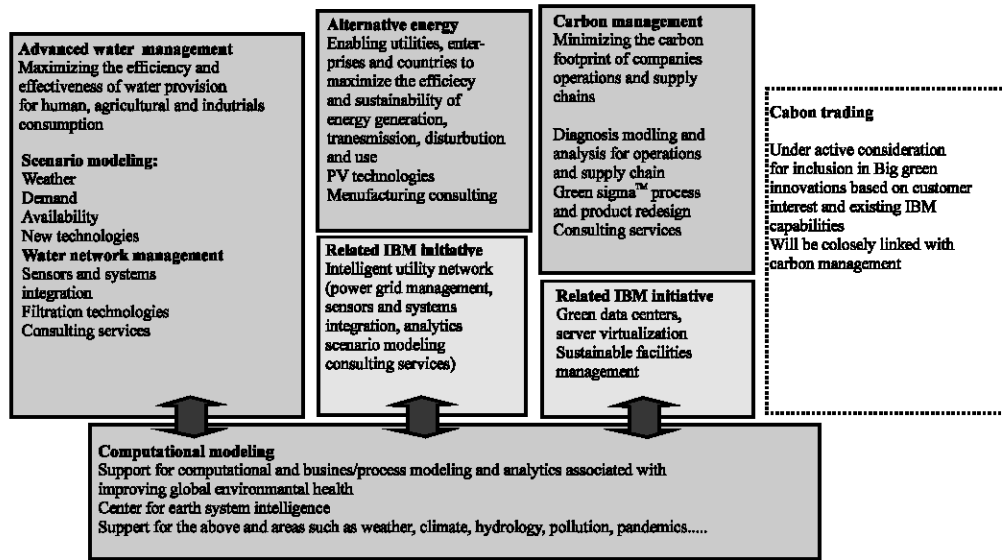 Advanced water management
Maximizing the efficiency and
effectiveness of water provision
for human, agricultural and indutrials
consumption
Scenario modeling:
Weather
Demand
Availability
New technologies
Water network management
Sensors and systems
integration
Filtration technologies
Consulting services
Alternative energy
Enabling utilities, enter-
prises and countries to
maximize the efficiecy
and sustainability of
energy generation,
tranesmission, disturbution
and use
PV technologies
Menufacturing consulting
Related IBM initiative
Intelligent utility network
(power grid management,
sensors and systems
integration, analytics
scenario modeling
consulting services)
Carbon management
Minimizing the carbon
footprint of companies
operations and supply
chains
Diagnosis modling and
analysis for operations
and supply chain
Green sigma™ process
and product redesign
Consulting services
Related IBM initiative
Green data centers,
server virtualization
Sustainable facilities
management
Cabon trading
Under active consideration
for inclusion in Big green
innovations based on customer
interest and existing IBM
capabilities
Will be colosely linked with
carbon management
Computational modeling
Support for computational and busines/process modeling and analytics associated with
improving global environmantal health
Center for earth system intelligence
Support for the above and areas such as weather, climate, hydrology, pollution, pandemics.....